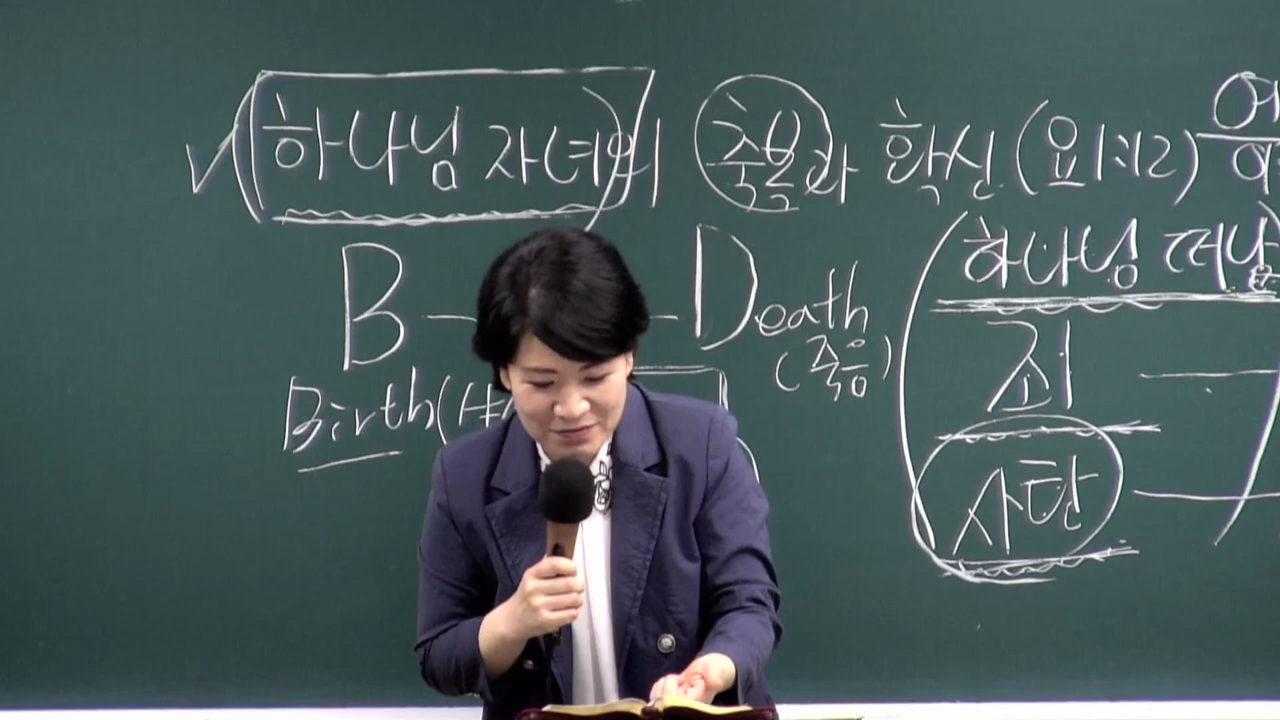 (하나님 자녀)의 축복과 확신 (요1:12)
하나님 떠남
B — — Death
(죽음)
죄
Birth(
사탄